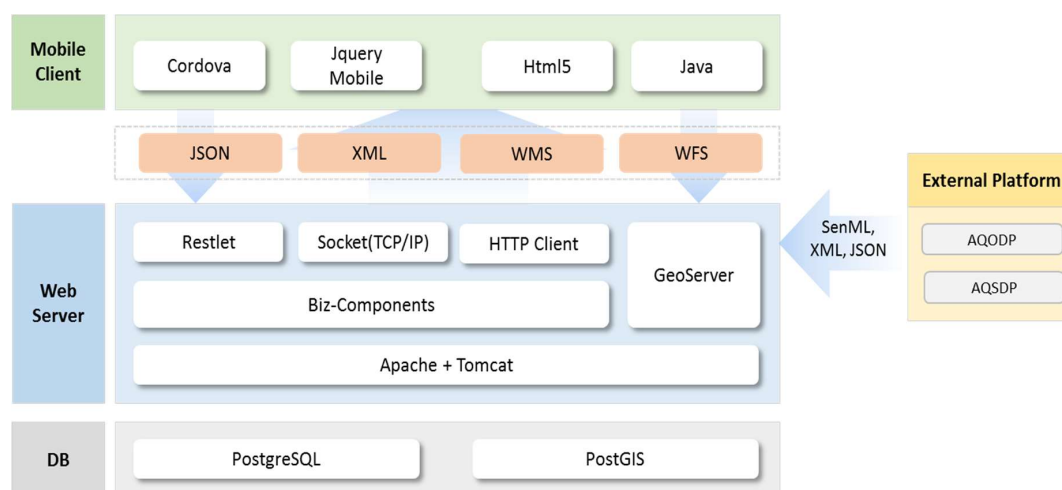 Mobile
Client
Cordova
Jquery
Mobile
Html5
Java
JSON
XML
WMS
WFS
External Platform
AQODP
AQSDP
SenML,
XML, JSON
Web
Server
Restlet
Socket(TCP/IP)
HTTP Client
GeoServer
Biz-Components
Apache + Tomcat
DB
PostgreSQL
PostGIS